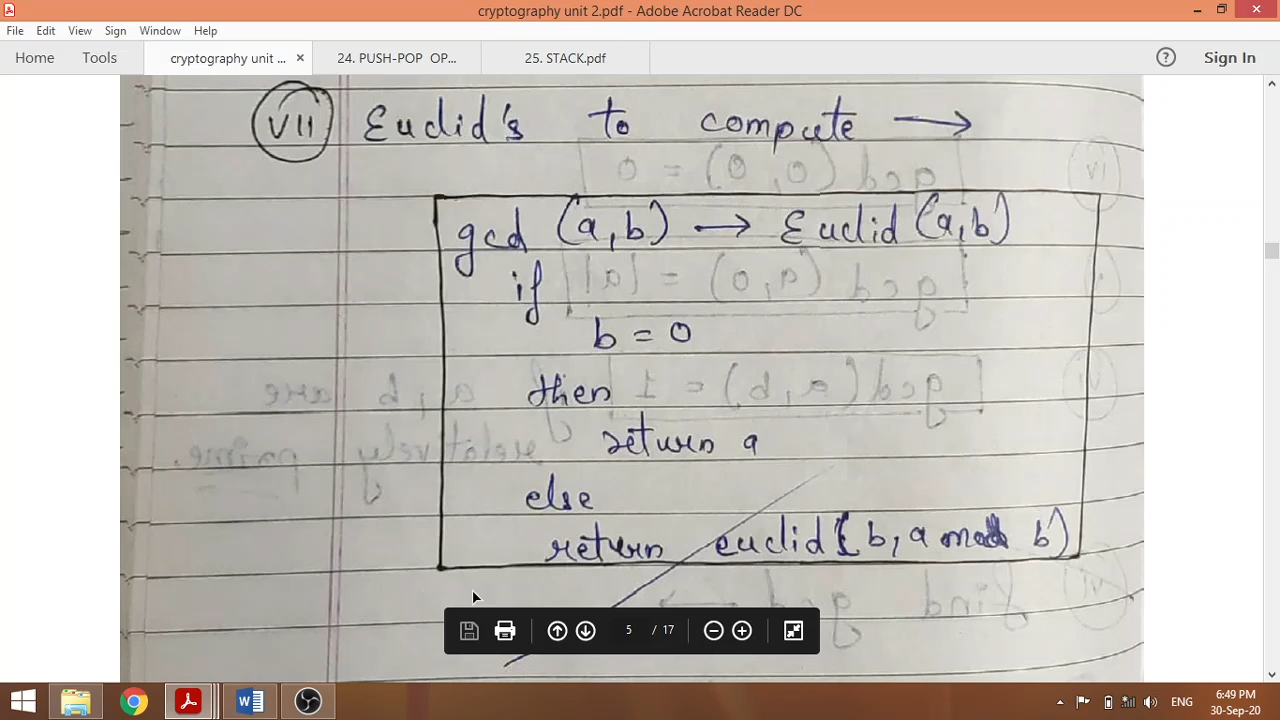 cryptography unit 2.pdf - Adobe Acrobat Reader DC
File Edit View Sign Window Help
Home Tools cryptography unit ... × 24. PUSH-POP OP... 25. STACK.pdf ? Sign In
VII Euclid's to compute →
gcd (a,b) → Euclid (a,b)
if
b = 0
then
return a
else
return euclid( b, a mod b)
5 / 17
ENG 6:49 PM
30-Sep-20